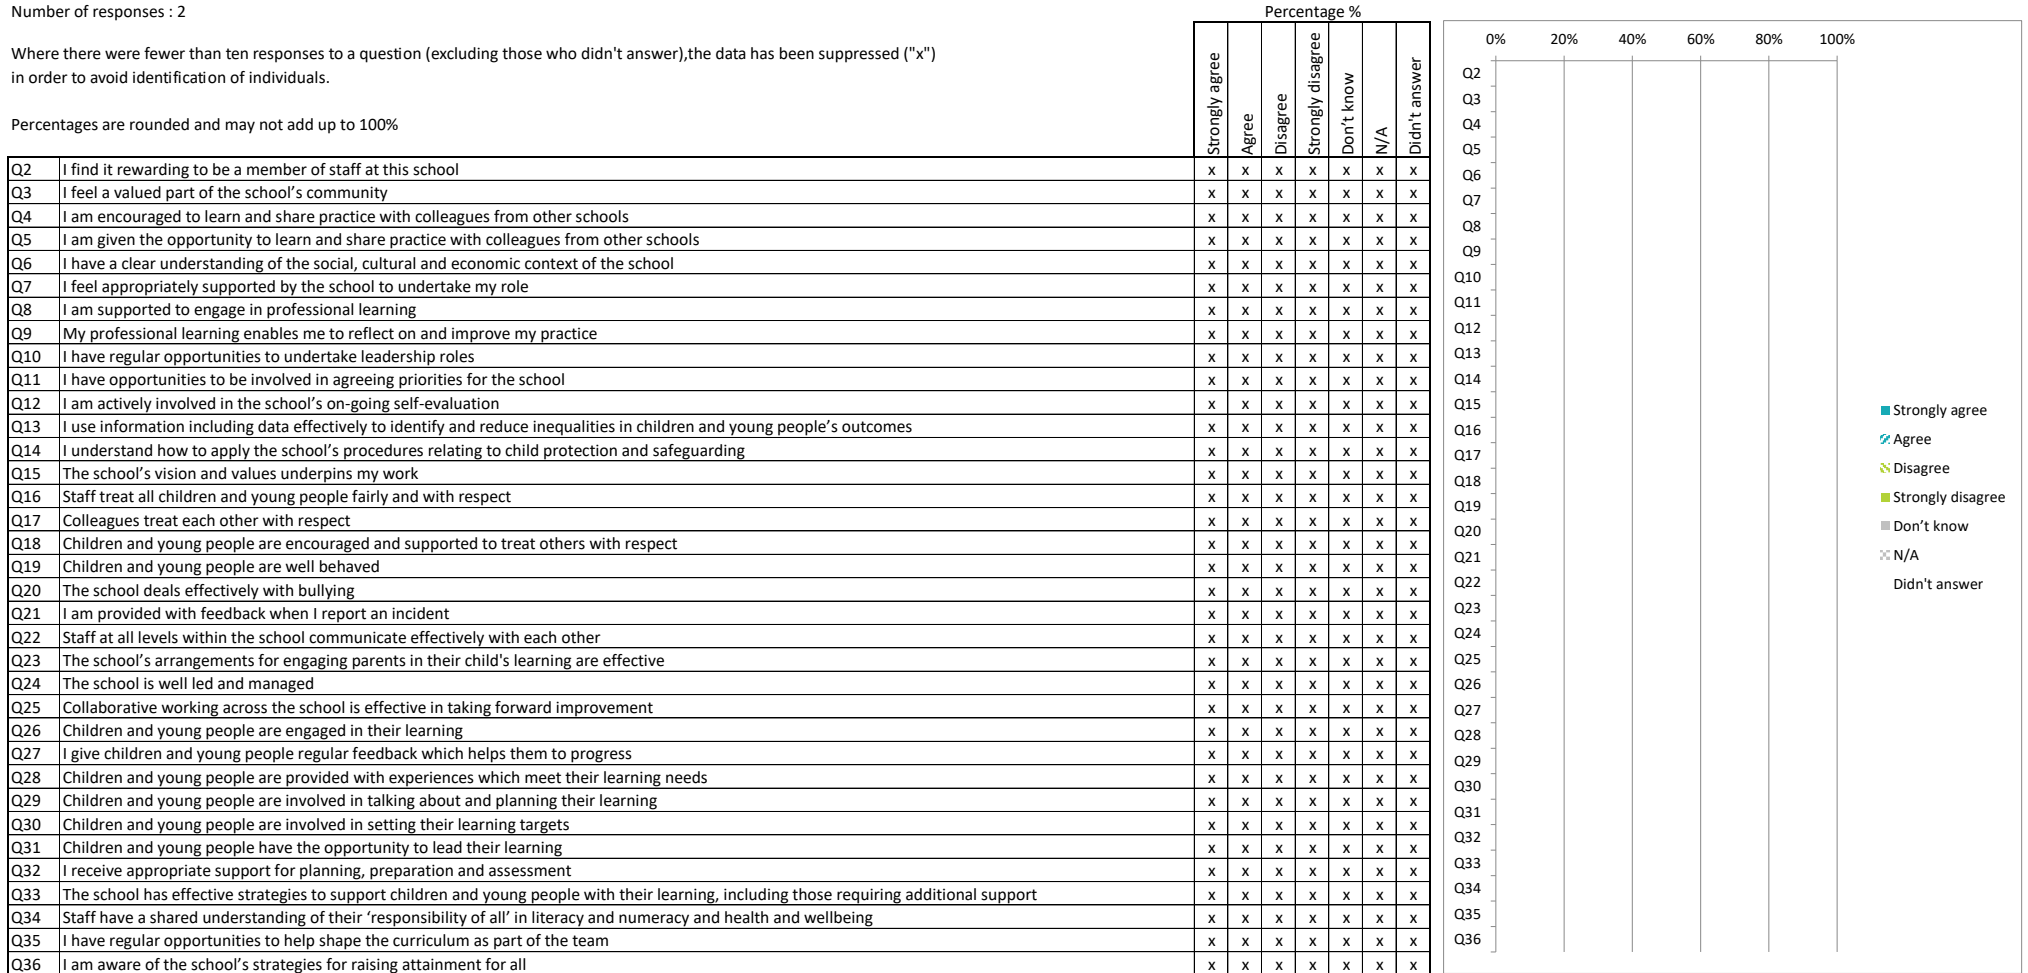 Number of responses : 2
Percentage %
Where there were fewer than ten responses to a question (excluding those who didn't answer),the data has been suppressed ("x")
in order to avoid identification of individuals.
Percentages are rounded and may not add up to 100%
Strongly agree
Agree
Disagree
Strongly disagree
Don’t know
N/A
Didn't answer
Q2 I find it rewarding to be a member of staff at this school x x x x x x x
Q3 I feel a valued part of the school’s community x x x x x x x
Q4 I am encouraged to learn and share practice with colleagues from other schools x x x x x x x
Q5 I am given the opportunity to learn and share practice with colleagues from other schools x x x x x x x
Q6 I have a clear understanding of the social, cultural and economic context of the school x x x x x x x
Q7 I feel appropriately supported by the school to undertake my role x x x x x x x
Q8 I am supported to engage in professional learning x x x x x x x
Q9 My professional learning enables me to reflect on and improve my practice x x x x x x x
Q10 I have regular opportunities to undertake leadership roles x x x x x x x
Q11 I have opportunities to be involved in agreeing priorities for the school x x x x x x x
Q12 I am actively involved in the school’s on-going self-evaluation x x x x x x x
Q13 I use information including data effectively to identify and reduce inequalities in children and young people’s outcomes x x x x x x x
Q14 I understand how to apply the school’s procedures relating to child protection and safeguarding x x x x x x x
Q15 The school’s vision and values underpins my work x x x x x x x
Q16 Staff treat all children and young people fairly and with respect x x x x x x x
Q17 Colleagues treat each other with respect x x x x x x x
Q18 Children and young people are encouraged and supported to treat others with respect x x x x x x x
Q19 Children and young people are well behaved x x x x x x x
Q20 The school deals effectively with bullying x x x x x x x
Q21 I am provided with feedback when I report an incident x x x x x x x
Q22 Staff at all levels within the school communicate effectively with each other x x x x x x x
Q23 The school’s arrangements for engaging parents in their child's learning are effective x x x x x x x
Q24 The school is well led and managed x x x x x x x
Q25 Collaborative working across the school is effective in taking forward improvement x x x x x x x
Q26 Children and young people are engaged in their learning x x x x x x x
Q27 I give children and young people regular feedback which helps them to progress x x x x x x x
Q28 Children and young people are provided with experiences which meet their learning needs x x x x x x x
Q29 Children and young people are involved in talking about and planning their learning x x x x x x x
Q30 Children and young people are involved in setting their learning targets x x x x x x x
Q31 Children and young people have the opportunity to lead their learning x x x x x x x
Q32 I receive appropriate support for planning, preparation and assessment x x x x x x x
Q33 The school has effective strategies to support children and young people with their learning, including those requiring additional support x x x x x x x
Q34 Staff have a shared understanding of their ‘responsibility of all’ in literacy and numeracy and health and wellbeing x x x x x x x
Q35 I have regular opportunities to help shape the curriculum as part of the team x x x x x x x
Q36 I am aware of the school’s strategies for raising attainment for all x x x x x x x
0% 20% 40% 60% 80% 100%
Q2
Q3
Q4
Q5
Q6
Q7
Q8
Q9
Q10
Q11
Q12
Q13
Q14
Q15
Q16
Q17
Q18
Q19
Q20
Q21
Q22
Q23
Q24
Q25
Q26
Q27
Q28
Q29
Q30
Q31
Q32
Q33
Q34
Q35
Q36
Strongly agree
Agree
Disagree
Strongly disagree
Don’t know
N/A
Didn't answer